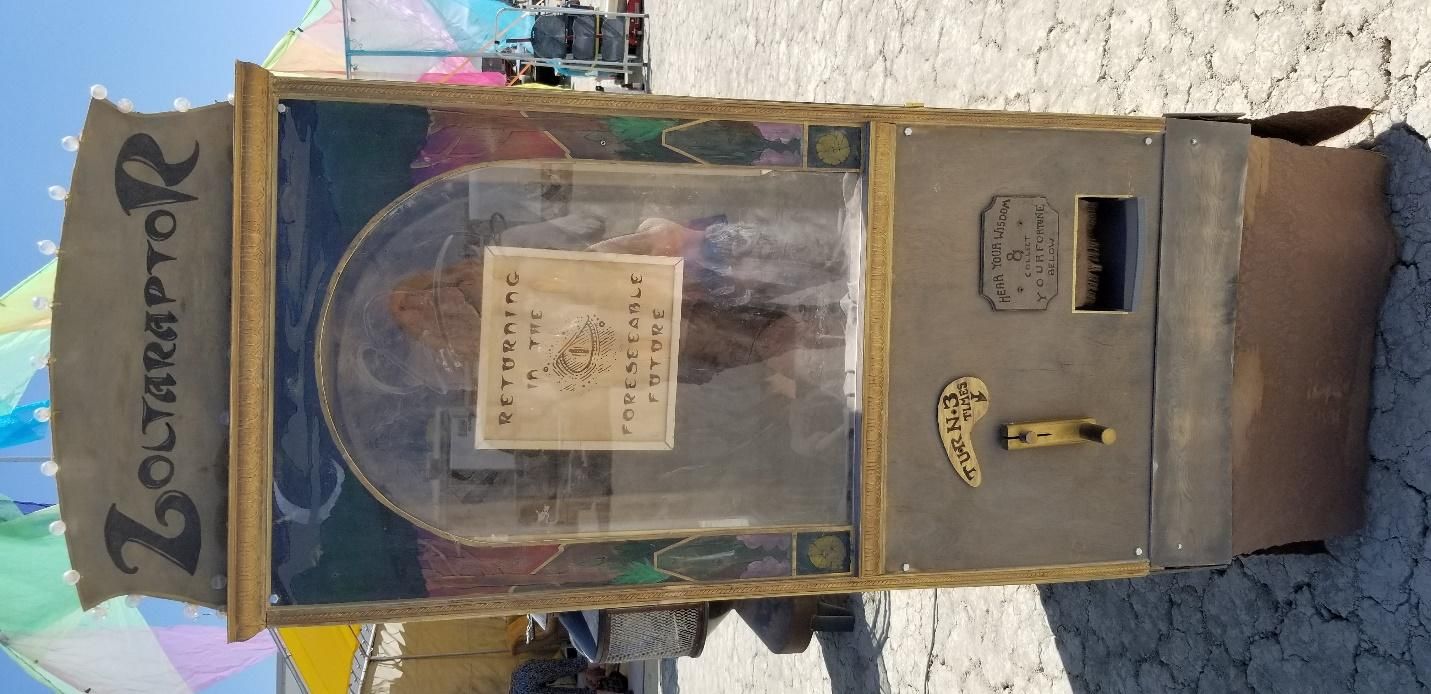 ZOLTARAPTOR
RETURNING
IN THE
FORESEEABLE
FUTURE
HEAR YOUR WISDOM
&
COLLECT
YOUR FORTUNE
BELOW
TURN 3
TIMES